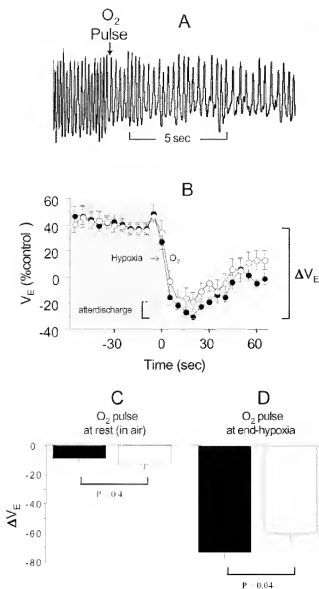 O2
Pulse
A
5 sec
B
60
40
20
0
-20
-40
VE (%control)
Hypoxia → O2
afterdischarge
ΔVE
-30
0
30
60
Time (sec)
C
D
O2 pulse
at rest (in air)
O2 pulse
at end-hypoxia
0
-20
-40
-60
-80
ΔVE
P = 0.4
P = 0.04